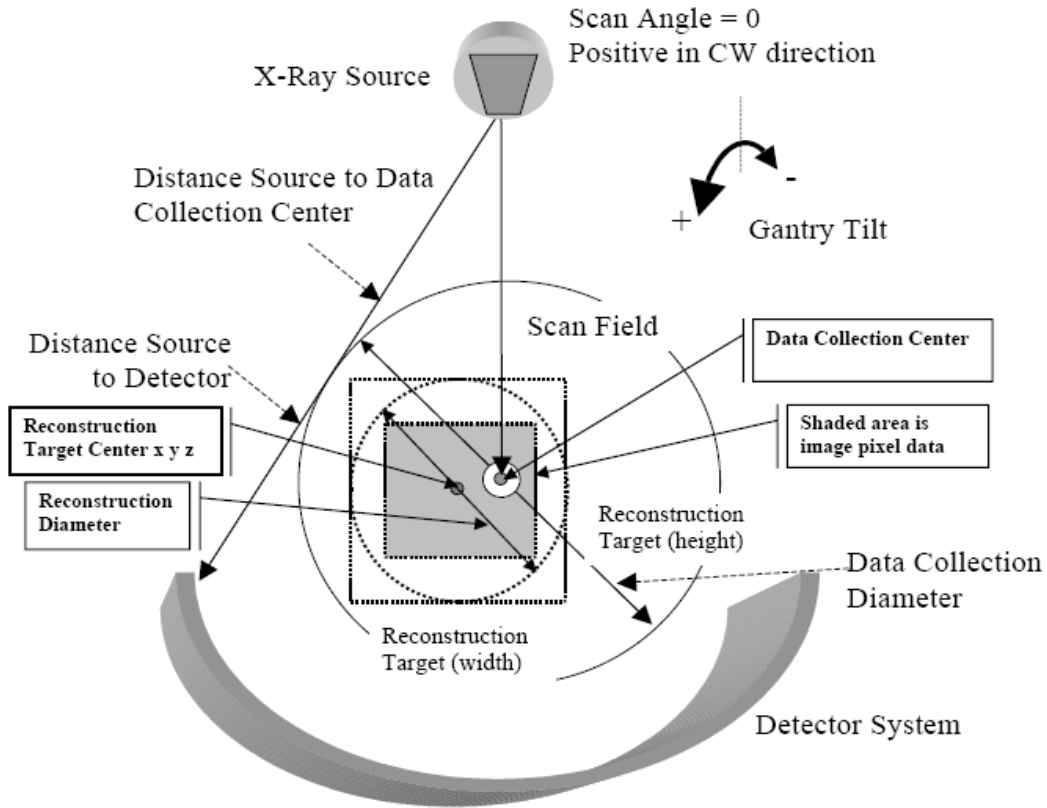 Scan Angle = 0
Positive in CW direction
X-Ray Source
Distance Source to Data
Collection Center
-
+
Gantry Tilt
Scan Field
Data Collection Center
Distance Source
to Detector
Reconstruction
Target Center x y z
Shaded area is
image pixel data
Reconstruction
Diameter
Reconstruction
Target (height)
Data Collection
Diameter
Reconstruction
Target (width)
Detector System